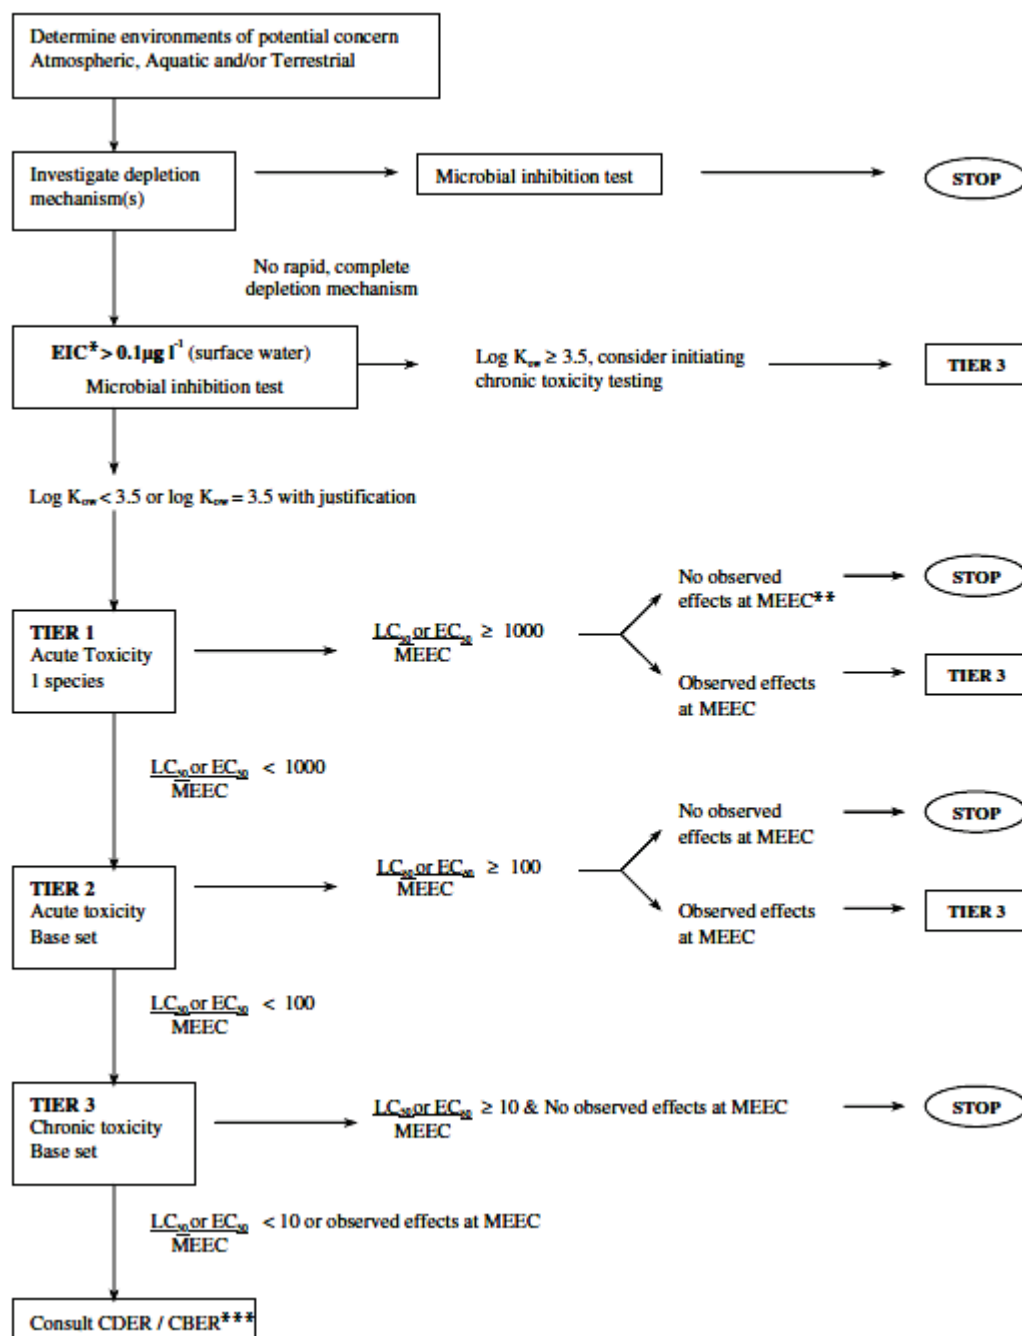 Determine environments of potential concern
Atmospheric, Aquatic and/or Terrestrial
Investigate depletion
mechanism(s)
Microbial inhibition test
STOP
No rapid, complete
depletion mechanism
EIC*> 0.1µg l⁻¹ (surface water)
Microbial inhibition test
Log Kow ≥ 3.5, consider initiating
chronic toxicity testing
TIER 3
Log Kow < 3.5 or log Kow = 3.5 with justification
TIER 1
Acute Toxicity
1 species
LC50 or EC50 ≥ 1000
MEEC
No observed
effects at MEEC**
STOP
Observed effects
at MEEC
TIER 3
LC50 or EC50 < 1000
MEEC
TIER 2
Acute toxicity
Base set
LC50 or EC50 ≥ 100
MEEC
No observed
effects at MEEC
STOP
Observed effects
at MEEC
TIER 3
LC50 or EC50 < 100
MEEC
TIER 3
Chronic toxicity
Base set
LC50 or EC50 ≥ 10 & No observed effects at MEEC
MEEC
STOP
LC50 or EC50 < 10 or observed effects at MEEC
MEEC
Consult CDER / CBER***